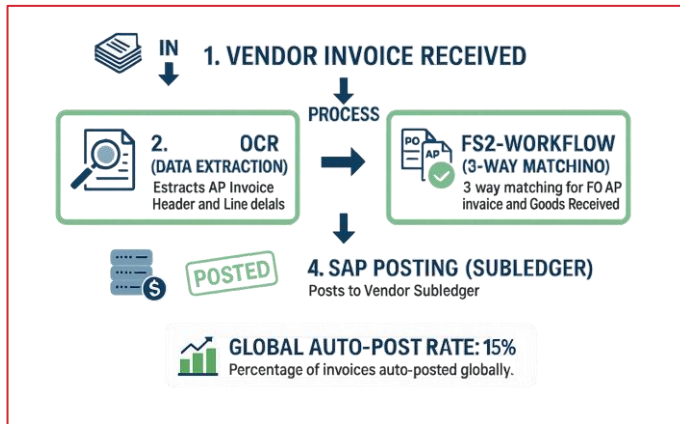 IN
1. VENDOR INVOICE RECEIVED
PROCESS
2. OCR
(DATA EXTRACTION)
Estracts AP Invoice
Header and Line delals
FS2-WORKFLOW
(3-WAY MATCHINO)
3 way matching for FO AP
invaice and Goods Received
PO
AP
POSTED
$
4. SAP POSTING (SUBLEDGER)
Posts to Vendor Subledger
GLOBAL AUTO-POST RATE: 15%
Percentage of invoices auto-posted globally.